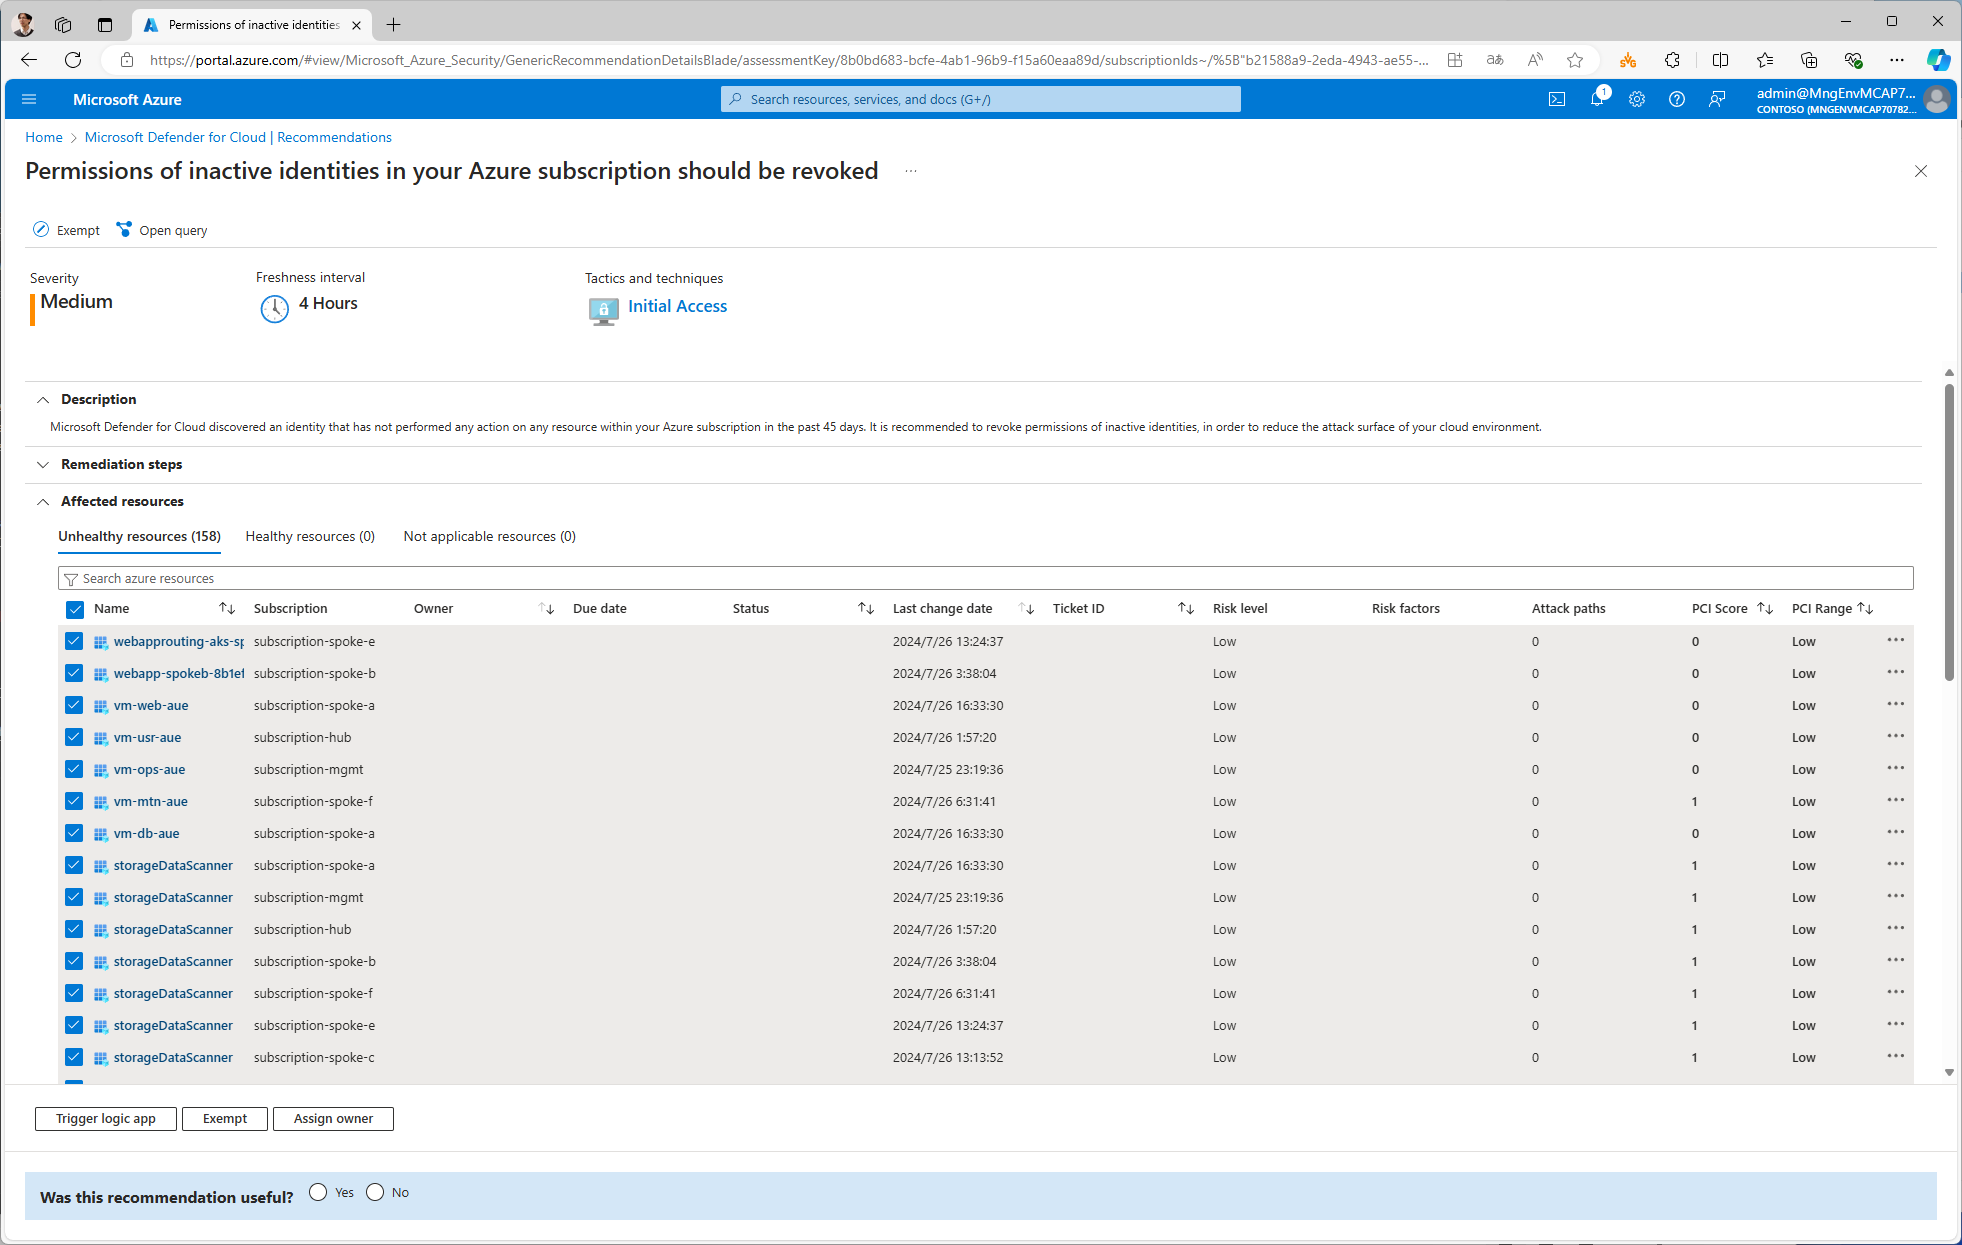 Permissions of inactive identities
https://portal.azure.com/#view/Microsoft_Azure_Security/GenericRecommendationDetailsBlade/assessmentKey/8b0bd683-bcfe-4ab1-96b9-f15a60eaa89d/subscriptionIds~/%5B"b21588a9-2eda-4943-ae55-...
Microsoft Azure
Search resources, services, and docs (G+/)
1
admin@MngEnvMCAP7...
CONTOSO (MNGENVMCAP70782...
Home > Microsoft Defender for Cloud | Recommendations
Permissions of inactive identities in your Azure subscription should be revoked ...
Exempt Open query
Severity Freshness interval Tactics and techniques
Medium 4 Hours Initial Access
Description
Microsoft Defender for Cloud discovered an identity that has not performed any action on any resource within your Azure subscription in the past 45 days. It is recommended to revoke permissions of inactive identities, in order to reduce the attack surface of your cloud environment.
Remediation steps
Affected resources
Unhealthy resources (158) Healthy resources (0) Not applicable resources (0)
Search azure resources
Name Subscription Owner Due date Status Last change date Ticket ID Risk level Risk factors Attack paths PCI Score PCI Range
webapprouting-aks-sp subscription-spoke-e 2024/7/26 13:24:37 Low 0 0 Low
webapp-spokeb-8b1ef subscription-spoke-b 2024/7/26 3:38:04 Low 0 0 Low
vm-web-aue subscription-spoke-a 2024/7/26 16:33:30 Low 0 0 Low
vm-usr-aue subscription-hub 2024/7/26 1:57:20 Low 0 0 Low
vm-ops-aue subscription-mgmt 2024/7/25 23:19:36 Low 0 0 Low
vm-mtn-aue subscription-spoke-f 2024/7/26 6:31:41 Low 0 1 Low
vm-db-aue subscription-spoke-a 2024/7/26 16:33:30 Low 0 0 Low
storageDataScanner subscription-spoke-a 2024/7/26 16:33:30 Low 0 1 Low
storageDataScanner subscription-mgmt 2024/7/25 23:19:36 Low 0 1 Low
storageDataScanner subscription-hub 2024/7/26 1:57:20 Low 0 1 Low
storageDataScanner subscription-spoke-b 2024/7/26 3:38:04 Low 0 1 Low
storageDataScanner subscription-spoke-f 2024/7/26 6:31:41 Low 0 1 Low
storageDataScanner subscription-spoke-e 2024/7/26 13:24:37 Low 0 1 Low
storageDataScanner subscription-spoke-c 2024/7/26 13:13:52 Low 0 1 Low
Trigger logic app Exempt Assign owner
Was this recommendation useful? Yes No